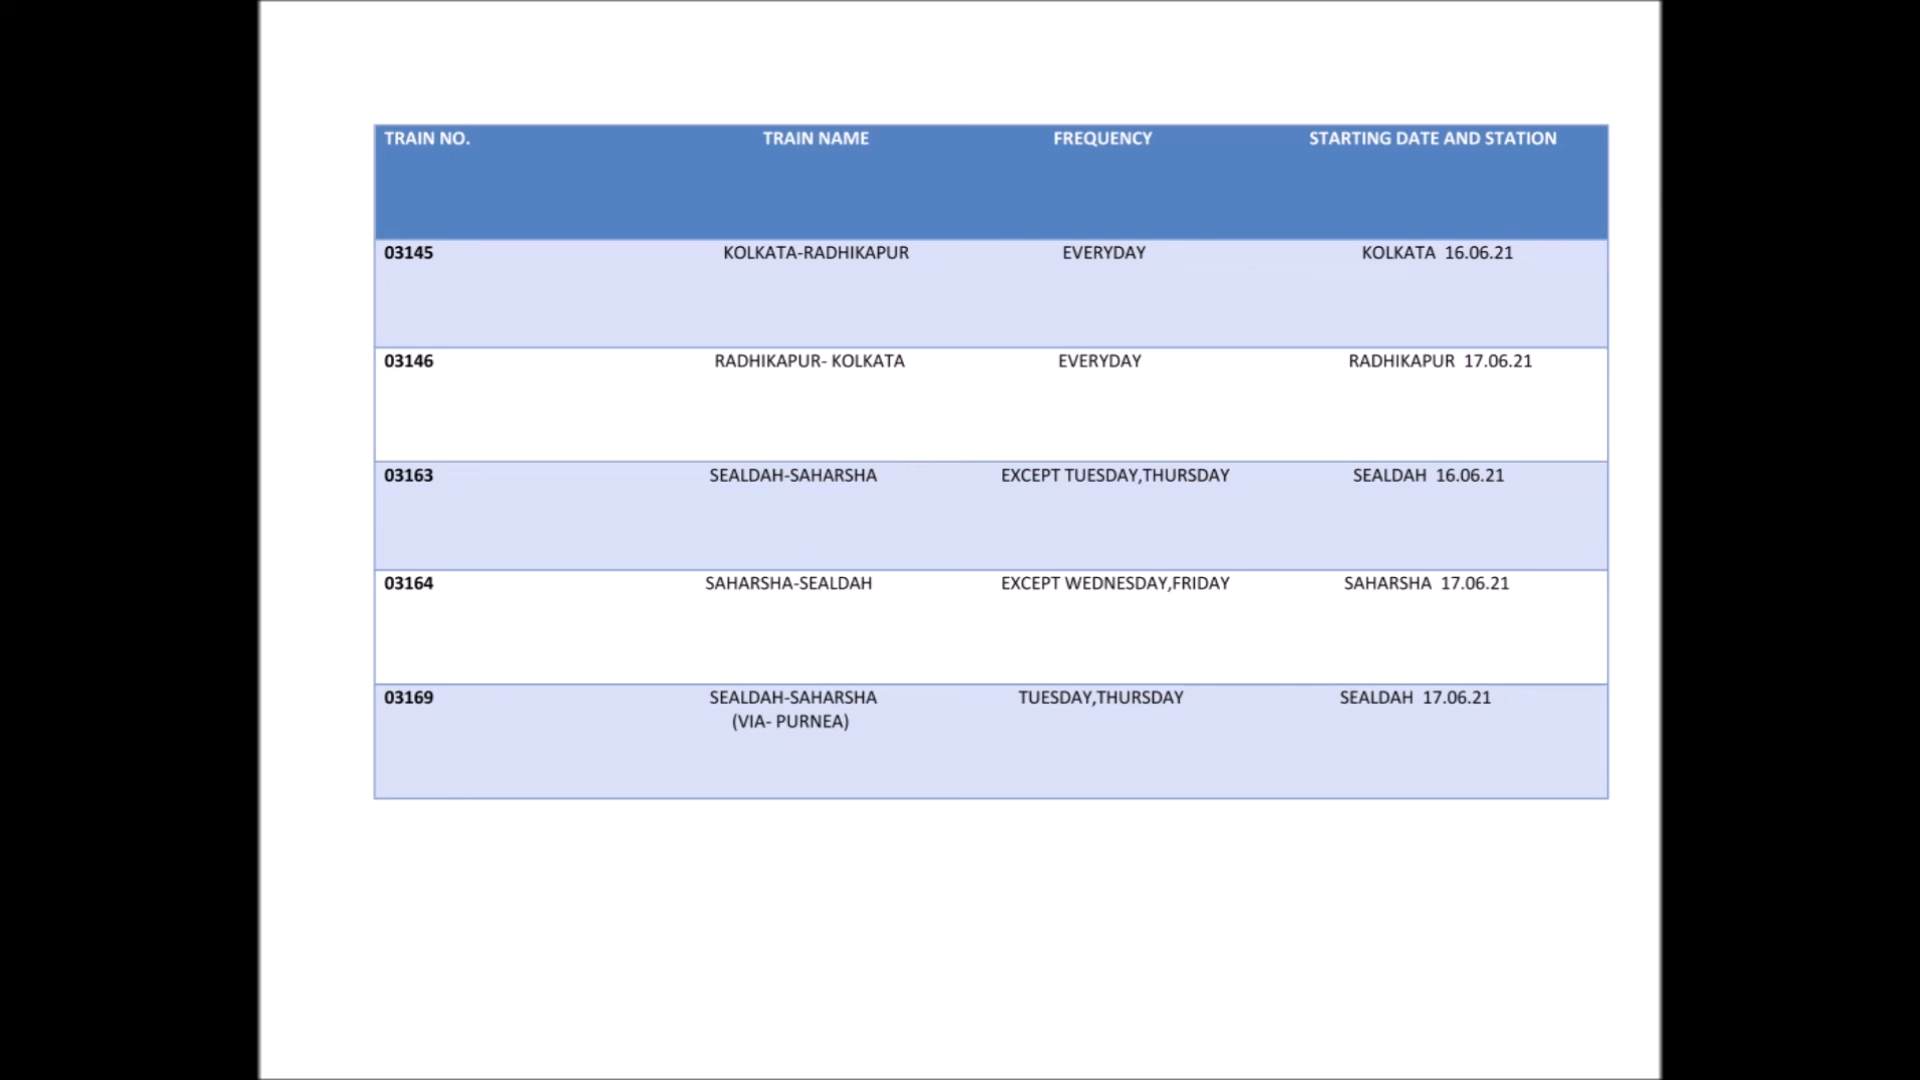 TRAIN NO. TRAIN NAME FREQUENCY STARTING DATE AND STATION
03145 KOLKATA-RADHIKAPUR EVERYDAY KOLKATA 16.06.21
03146 RADHIKAPUR- KOLKATA EVERYDAY RADHIKAPUR 17.06.21
03163 SEALDAH-SAHARSHA EXCEPT TUESDAY,THURSDAY SEALDAH 16.06.21
03164 SAHARSHA-SEALDAH EXCEPT WEDNESDAY,FRIDAY SAHARSHA 17.06.21
03169 SEALDAH-SAHARSHA TUESDAY,THURSDAY SEALDAH 17.06.21
(VIA- PURNEA)